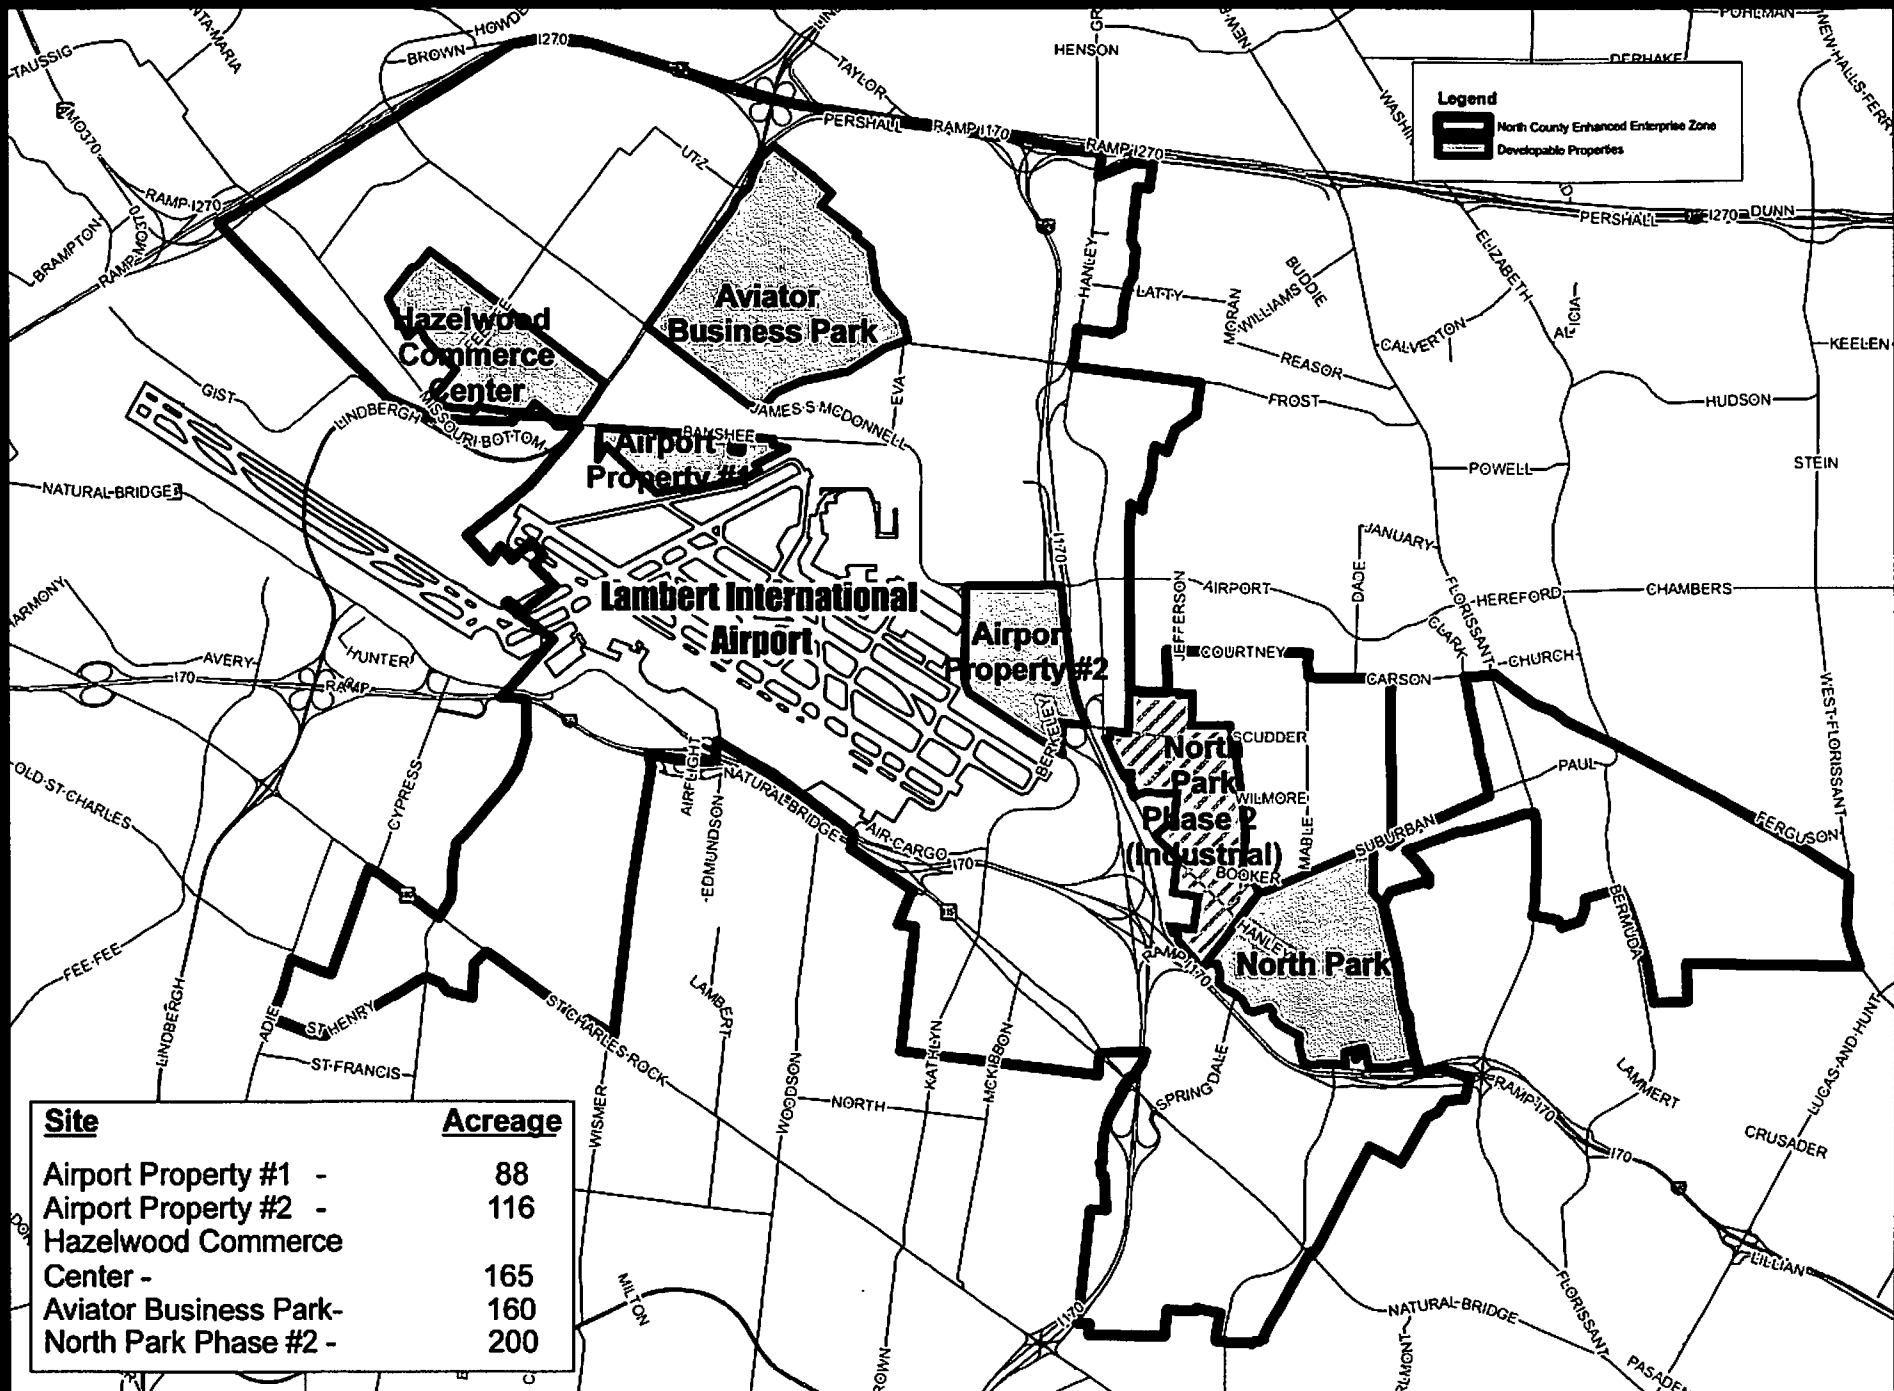 TAUSSIG
BROWN
I270
TAYLOR
HENSON
DERHAKE
POHLMAN
NEW-HALLS-FERRY
MO370
PERSHALL
RAMP I170
RAMP-I270
UTZ
Legend
North County Enhanced Enterprise Zone
Developable Properties
RAMP-I270
RAMP-MO370
BRAMPTON
PERSHALL
I270
DUNN
HANLEY
LATTY
MORAN
WILLIAMS
BUDDIE
ELIZABETH
ALICIA
Aviator
Business Park
Hazelwood
Commerce
Center
CALVERTON
REASOR
KEELEN
GIST
LINDBERGH
MISSOURI-BOTTOM
BANSHEE
JAMES-S-MCDONNELL
EVA
FROST
HUDSON
Airport
Property #1
POWELL
STEIN
NATURAL-BRIDGE
I170
JANUARY
DADE
JEFFERSON
AIRPORT
FLORISSANT
HEREFORD
CHAMBERS
Lambert International
Airport
Airport
Property #2
HARMONY
AVERY
HUNTER
CLARK
CHURCH
COURTNEY
CARSON
I70
RAMP
WEST-FLORISSANT
BERKELEY
SCUDDER
North
Park
Phase 2
(Industrial)
PAUL
OLD-ST-CHARLES
CYPRESS
AIRFLIGHT
NATURAL-BRIDGE
EDMUNDSON
WILMORE
MABLE
AIR-CARGO
I70
SUBURBAN
FERGUSON
BOOKER
BERMUDA
HANLEY
North Park
RAMP-I170
FEE-FEE
LINDBERGH
ADIE
ST-HENRY
ST-FRANCIS
ST-CHARLES-ROCK
LAMBERT
WISMER
WOODSON
NORTH
KATHLYN
MCKIBBON
SPRINGDALE
RAMP-I70
LAMMERT
LUCAS-AND-HUNT
CRUSADER
I70
LILLIAN
Site Acreage
Airport Property #1 - 88
Airport Property #2 - 116
Hazelwood Commerce
Center - 165
Aviator Business Park- 160
North Park Phase #2 - 200
MILTON
I170
NATURAL-BRIDGE
FLORISSANT